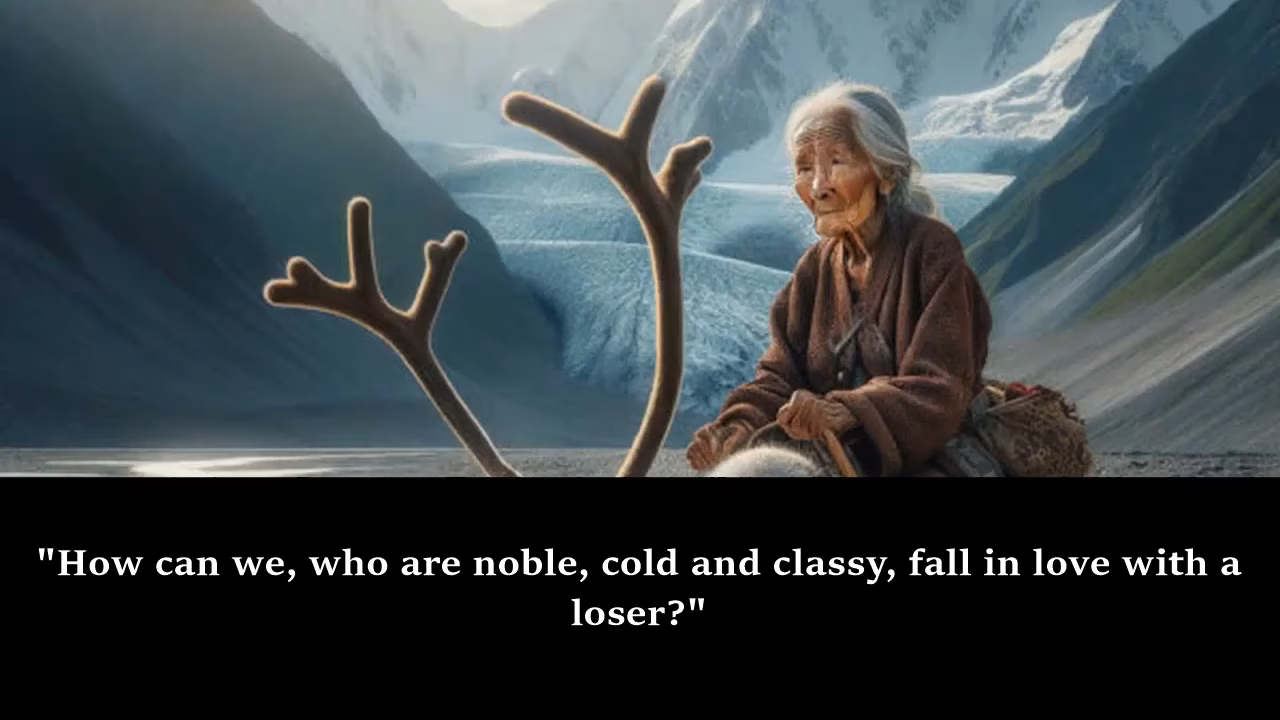 "How can we, who are noble, cold and classy, fall in love with a
loser?"